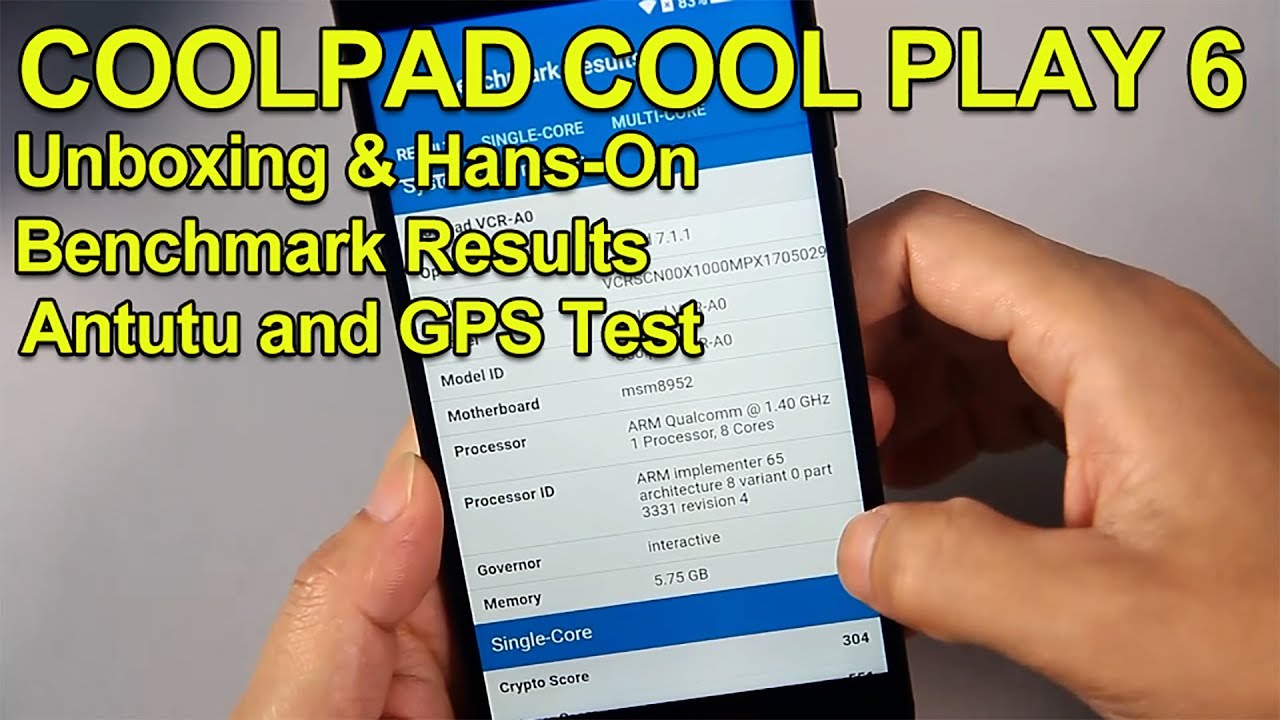 COOLPAD COOL PLAY 6
Unboxing & Hans-On
Benchmark Results
Antutu and GPS Test
83%
SINGLE-CORE
MULTI-CORE
VCR-A0
7.1.1
VCRSCN00X1000MPX1705029
Model ID
Motherboard msm8952
Processor ARM Qualcomm @ 1.40 GHz
1 Processor, 8 Cores
Processor ID ARM implementer 65
architecture 8 variant 0 part
3331 revision 4
Governor interactive
Memory 5.75 GB
Single-Core
Crypto Score 304